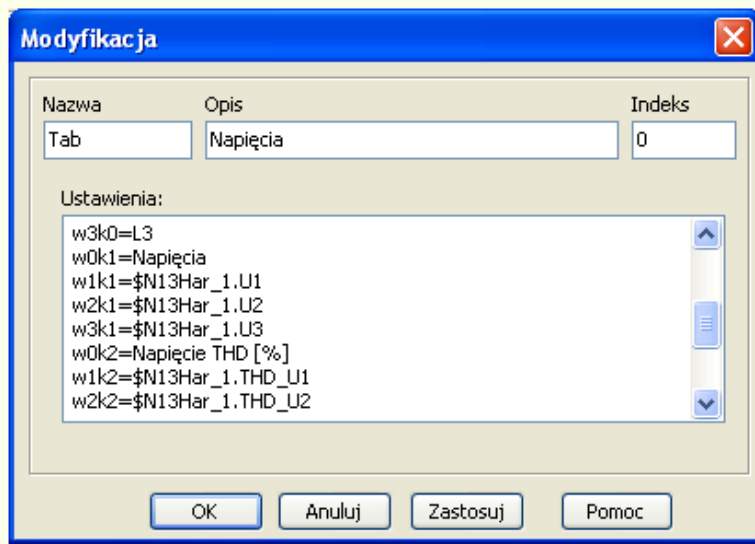 Modyfikacja
Nazwa Opis Indeks
Tab Napięcia 0
Ustawienia:
w3k0=L3
w0k1=Napięcia
w1k1=$N13Har_1.U1
w2k1=$N13Har_1.U2
w3k1=$N13Har_1.U3
w0k2=Napięcie THD [%]
w1k2=$N13Har_1.THD_U1
w2k2=$N13Har_1.THD_U2
OK Anuluj Zastosuj Pomoc